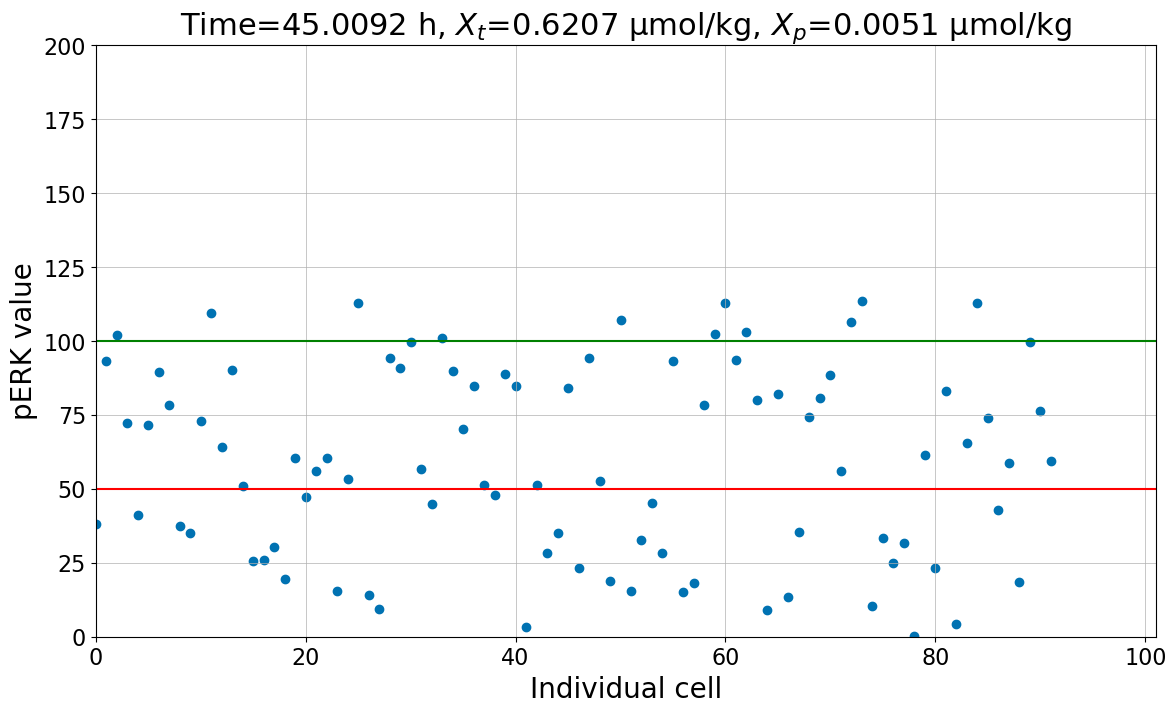 Time=45.0092 h, Xₜ=0.6207 μmol/kg, Xₚ=0.0051 μmol/kg
200
175
150
125
100
75
50
25
0
pERK value
0 20 40 60 80 100
Individual cell